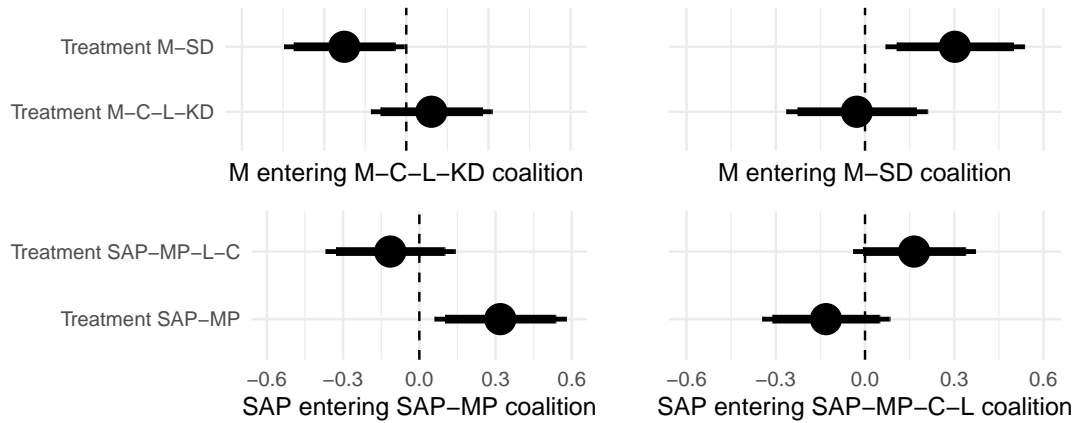 Treatment M−SD
Treatment M−C−L−KD
M entering M−C−L−KD coalition
M entering M−SD coalition
Treatment SAP−MP−L−C
Treatment SAP−MP
−0.6 −0.3 0.0 0.3 0.6
−0.6 −0.3 0.0 0.3 0.6
SAP entering SAP−MP coalition
SAP entering SAP−MP−C−L coalition